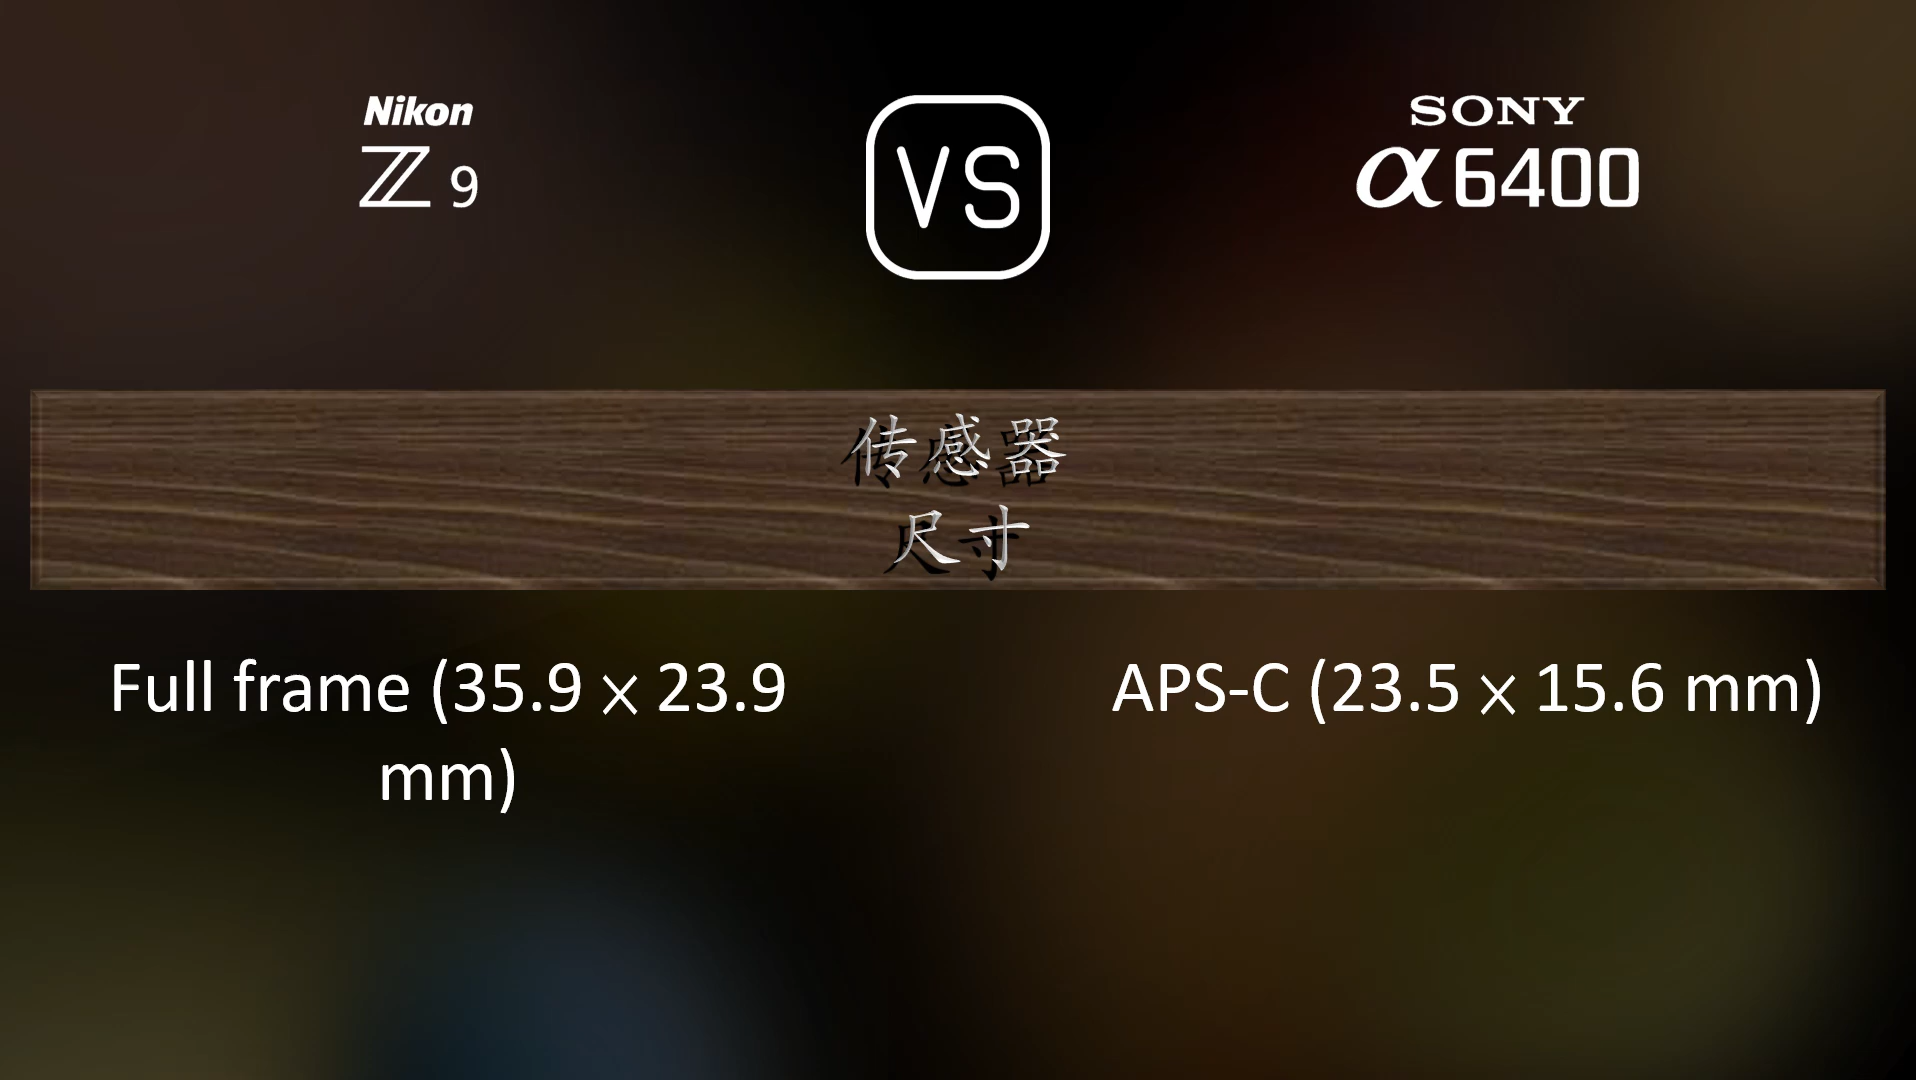 Nikon
Z 9
VS
SONY
α6400
传感器
尺寸
Full frame (35.9 x 23.9
mm)
APS-C (23.5 x 15.6 mm)